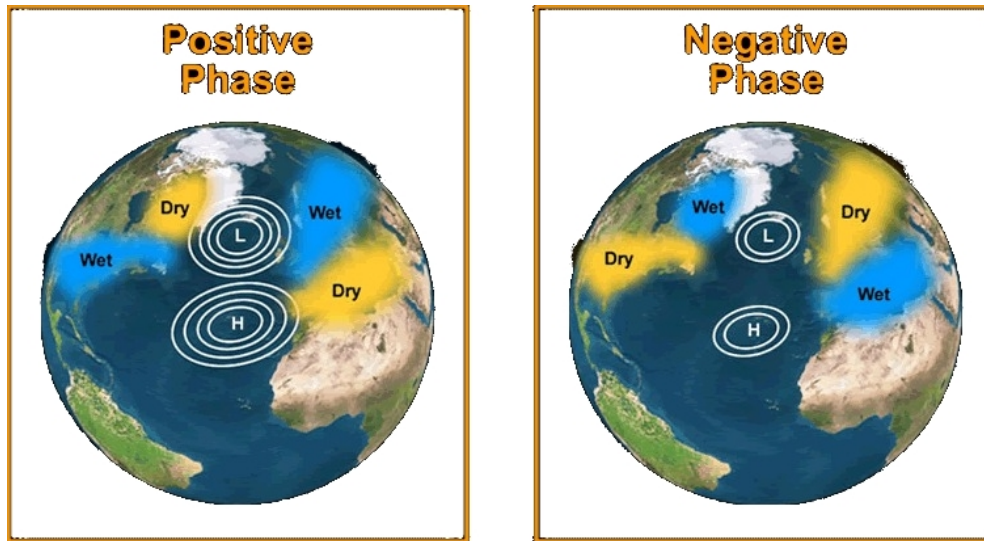 Positive
Phase
Dry
Wet
L
Wet
Dry
H
Negative
Phase
Wet
Dry
L
Dry
Wet
H